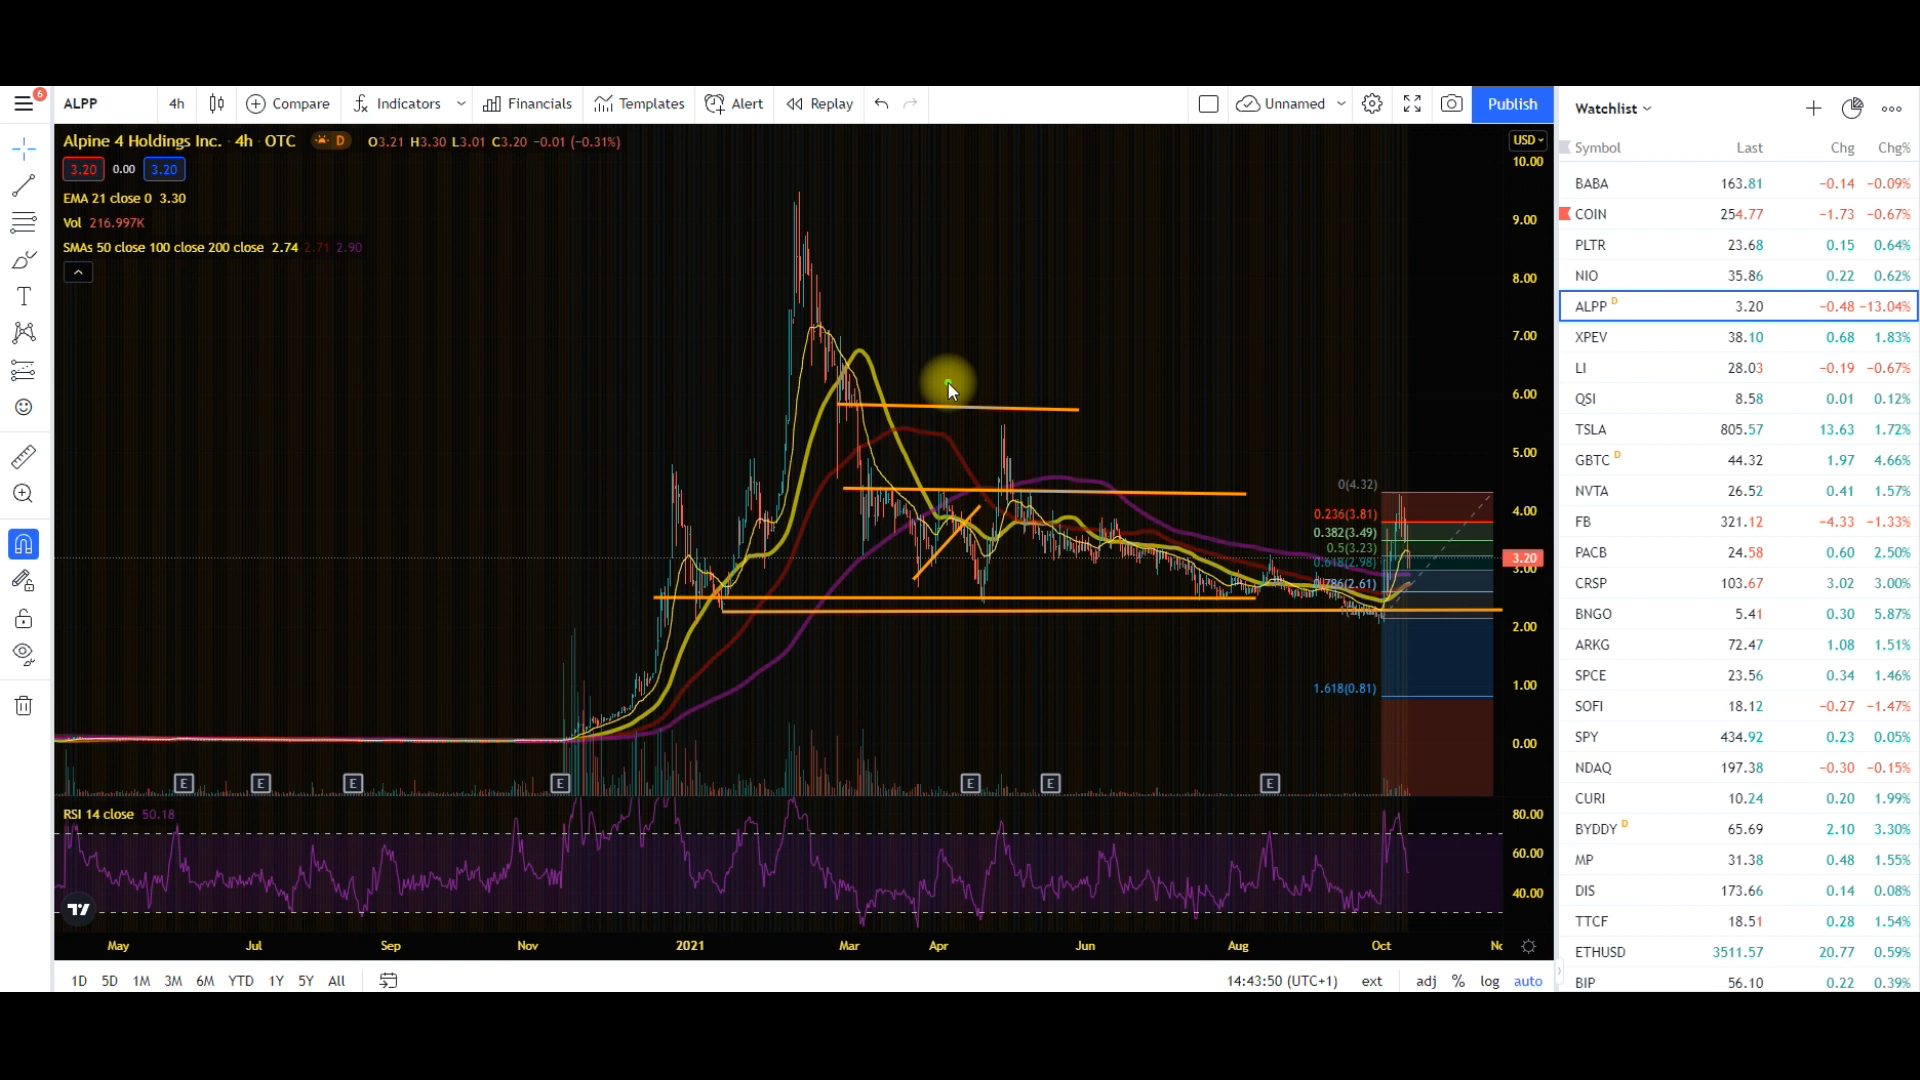 6
ALPP
4h
Compare
Indicators
Financials
Templates
Alert
Replay
Unnamed
Publish
Alpine 4 Holdings Inc. · 4h · OTC
D
O3.21 H3.30 L3.01 C3.20 −0.01 (−0.31%)
3.20 0.00 3.20
EMA 21 close 0 3.30
Vol 216.997K
SMAs 50 close 100 close 200 close 2.74 2.71 2.90
USD
10.00
9.00
8.00
7.00
6.00
5.00
4.00
3.20
3.00
2.00
1.00
0.00
0(4.32)
0.236(3.81)
0.382(3.49)
0.5(3.23)
0.618(2.98)
0.786(2.61)
1.618(0.81)
E E E E E E E
RSI 14 close 50.18
80.00
60.00
40.00
May Jul Sep Nov 2021 Mar Apr Jun Aug Oct
1D 5D 1M 3M 6M YTD 1Y 5Y All
14:43:50 (UTC+1) ext adj % log auto
Watchlist
Symbol Last Chg Chg%
BABA 163.81 −0.14 −0.09%
COIN 254.77 −1.73 −0.67%
PLTR 23.68 0.15 0.64%
NIO 35.86 0.22 0.62%
ALPP D 3.20 −0.48 −13.04%
XPEV 38.10 0.68 1.83%
LI 28.03 −0.19 −0.67%
QSI 8.58 0.01 0.12%
TSLA 805.57 13.63 1.72%
GBTC D 44.32 1.97 4.66%
NVTA 26.52 0.41 1.57%
FB 321.12 −4.33 −1.33%
PACB 24.58 0.60 2.50%
CRSP 103.67 3.02 3.00%
BNGO 5.41 0.30 5.87%
ARKG 72.47 1.08 1.51%
SPCE 23.56 0.34 1.46%
SOFI 18.12 −0.27 −1.47%
SPY 434.92 0.23 0.05%
NDAQ 197.38 −0.30 −0.15%
CURI 10.24 0.20 1.99%
BYDDY D 65.69 2.10 3.30%
MP 31.38 0.48 1.55%
DIS 173.66 0.14 0.08%
TTCF 18.51 0.28 1.54%
ETHUSD 3511.57 20.77 0.59%
BIP 56.10 0.22 0.39%